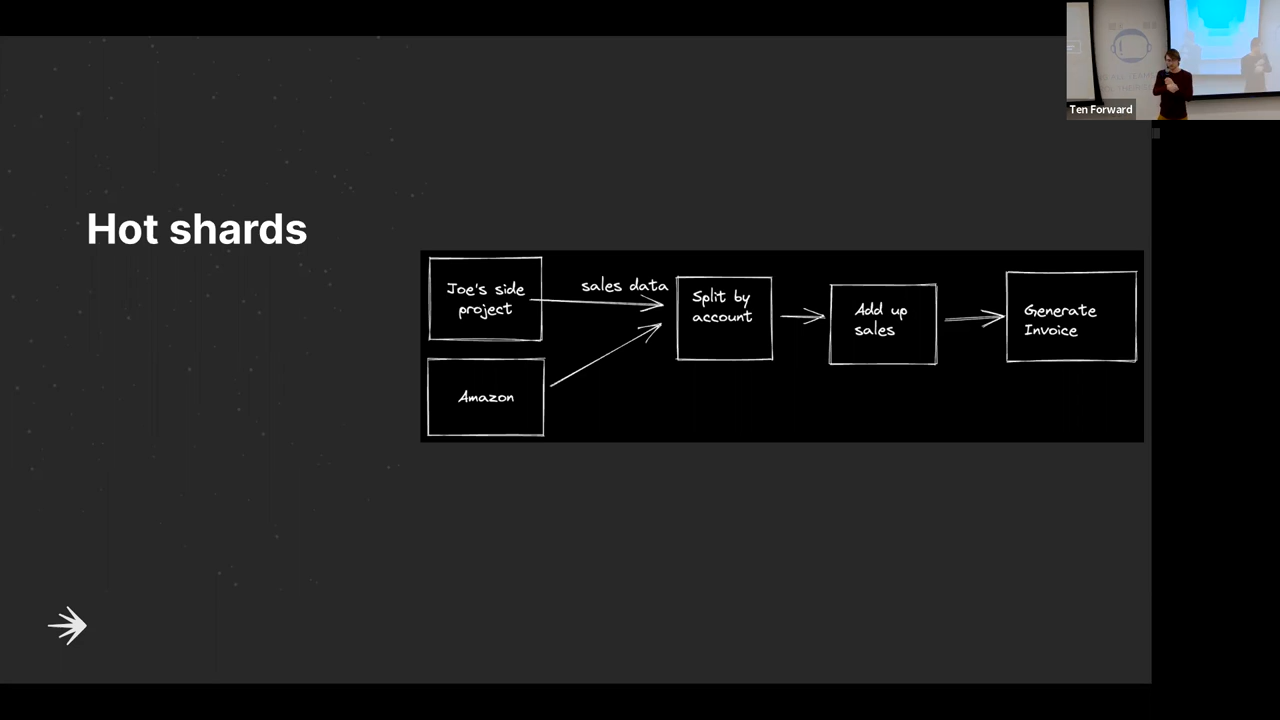 Ten Forward
Hot shards
Joe's side
project
sales data
Split by
account
Add up
sales
Generate
Invoice
Amazon